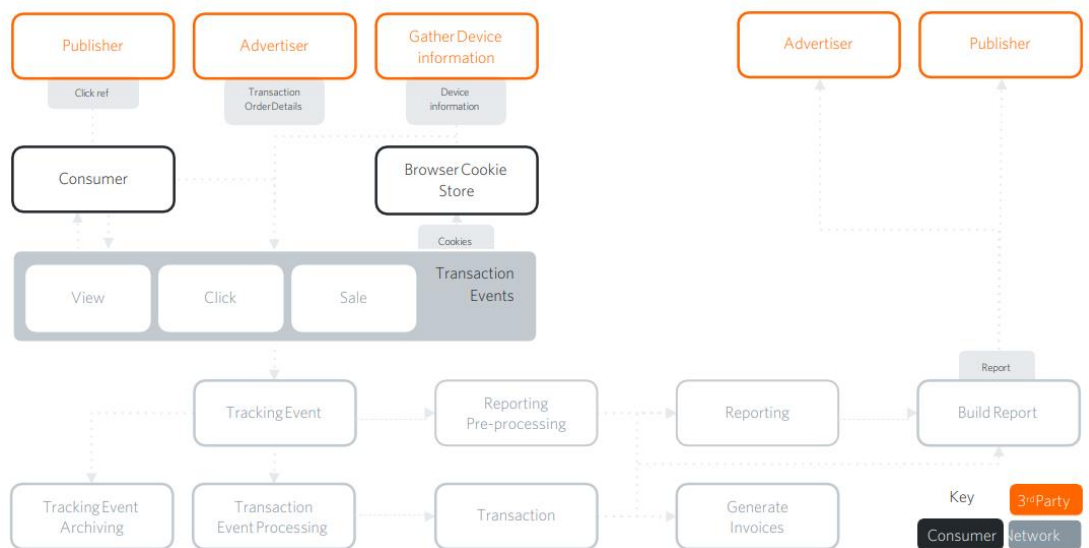 Publisher
Advertiser
Gather Device
information
Advertiser
Publisher
Click ref
Transaction
OrderDetails
Device
information
Consumer
Browser Cookie
Store
Cookies
View
Click
Sale
Transaction
Events
Report
Tracking Event
Reporting
Pre-processing
Reporting
Build Report
Tracking Event
Archiving
Transaction
Event Processing
Transaction
Generate
Invoices
Key
3rd Party
Consumer
Network